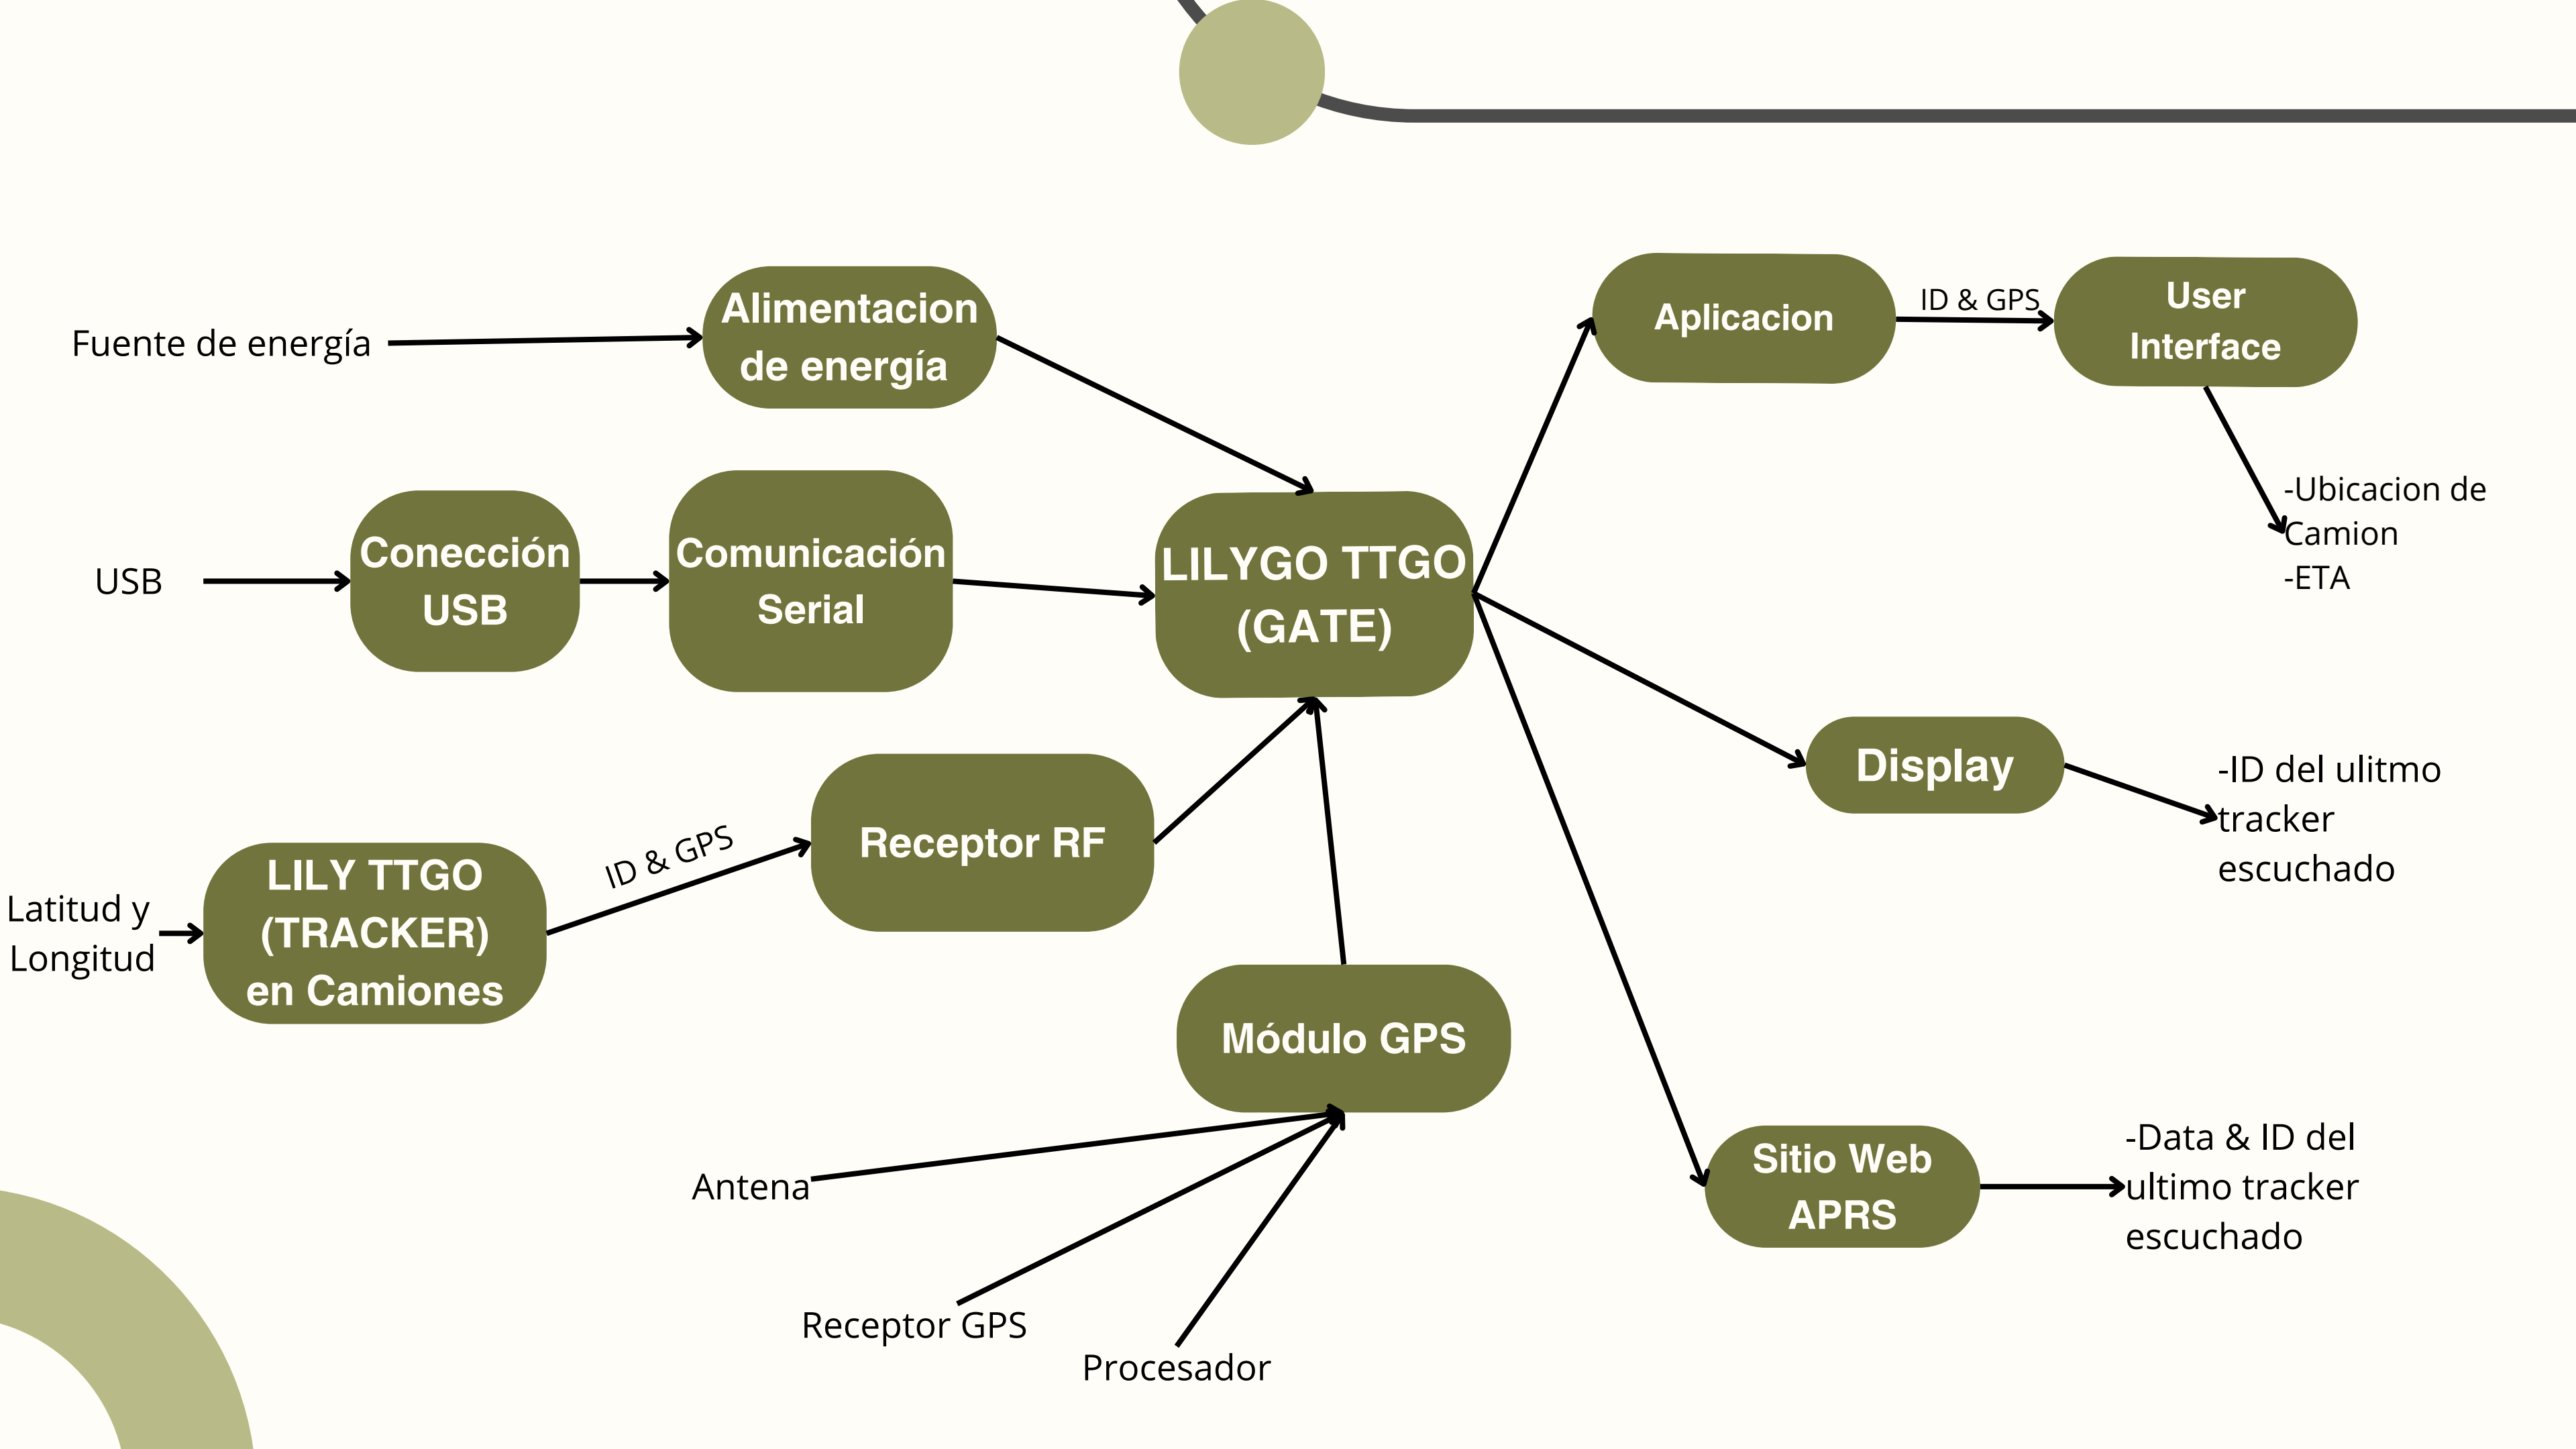 Fuente de energía
Alimentacion
de energía
Aplicacion
ID & GPS
User
Interface
-Ubicacion de
Camion
-ETA
USB
Conección
USB
Comunicación
Serial
LILYGO TTGO
(GATE)
Display
-ID del ulitmo
tracker
escuchado
Latitud y
Longitud
LILY TTGO
(TRACKER)
en Camiones
ID & GPS
Receptor RF
Módulo GPS
Antena
Receptor GPS
Procesador
Sitio Web
APRS
-Data & ID del
ultimo tracker
escuchado